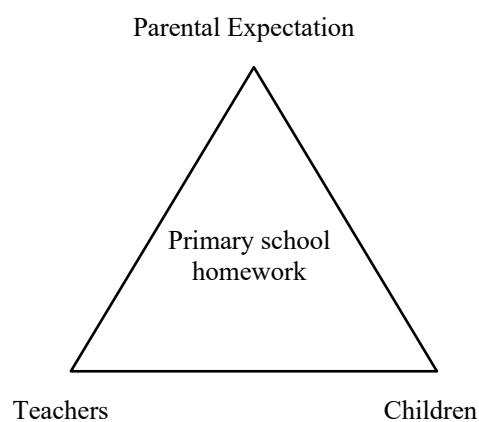 Parental Expectation
Primary school
homework
Teachers
Children